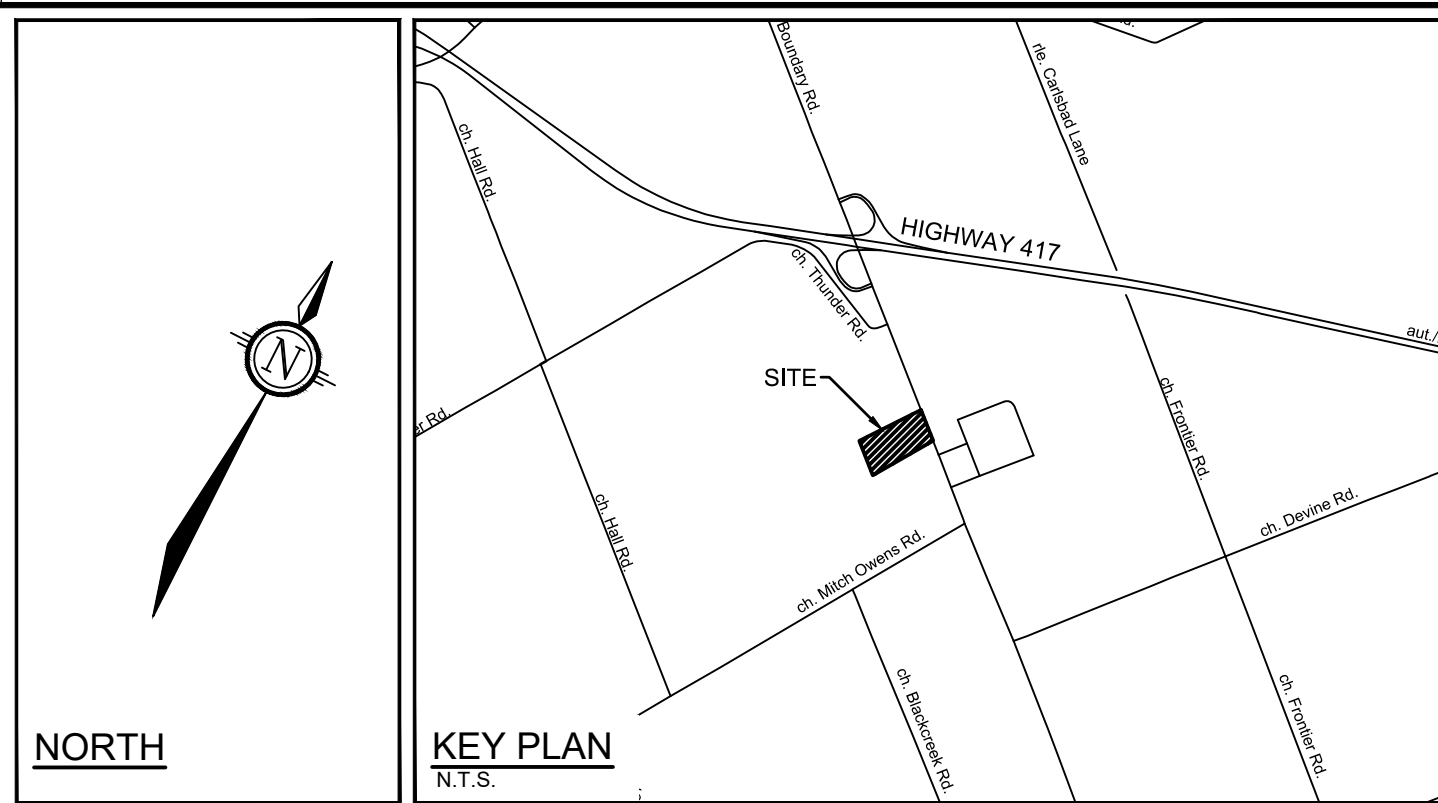 N
NORTH
Boundary Rd.
rle. Carlsbad Lane
ch. Hall Rd.
HIGHWAY 417
ch. Thunder Rd.
aut./
SITE
er Rd.
ch. Frontier Rd.
ch. Hall Rd.
ch. Devine Rd.
ch. Mitch Owens Rd.
ch. Blackcreek Rd.
ch. Frontier Rd.
KEY PLAN
N.T.S.